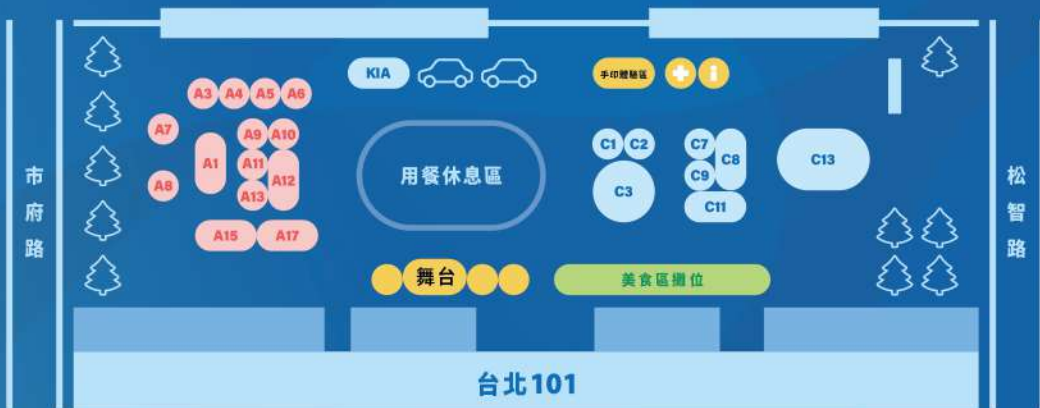 KIA
手印體驗區
i
A3 A4 A5 A6
A7
A9 A10
A1
A11
A8
A12
A13
A15 A17
用餐休息區
C1 C2
C3
C7
C8
C9
C11
C13
市府路
松智路
舞台
美食區攤位
台北101